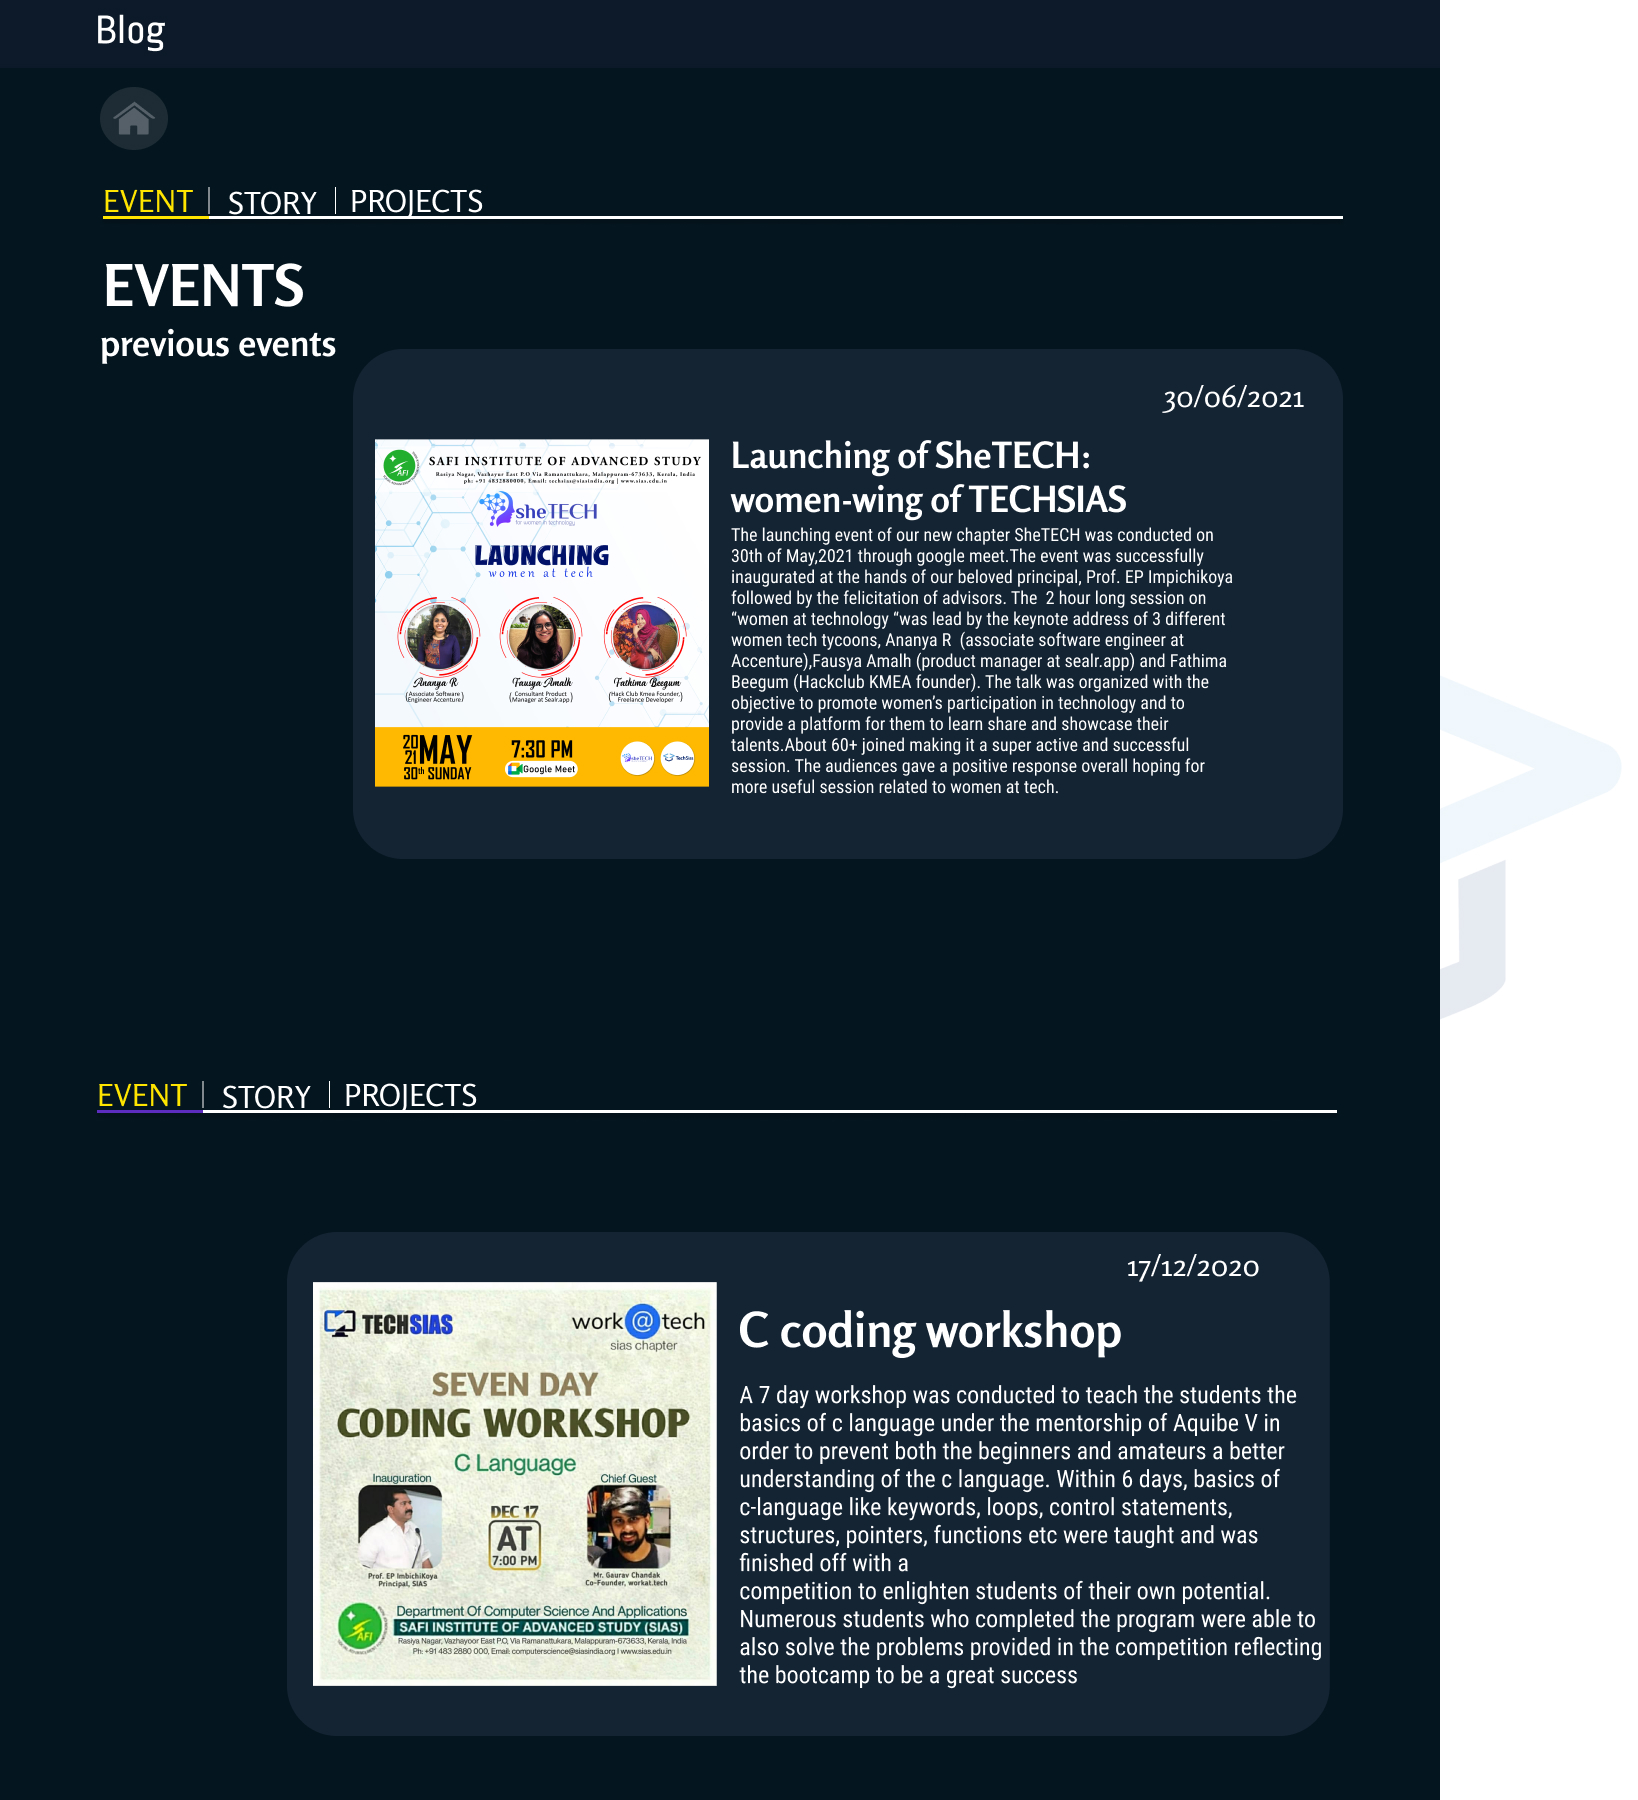 Blog
EVENT
STORY
PROJECTS
EVENTS
previous events
30/06/2021
SAFI INSTITUTE OF ADVANCED STUDY
Rasiya Nagar, Vazhayur East P.O Via Ramanattukara, Malappuram-673633, Kerala, India
ph: +91 4832880000, Email: techsias@siasindia.org | www.sias.edu.in
AFI
sheTECH
for women in technology
LAUNCHING
women at tech
Ananya R
(Associate Software
Engineer Accenture)
Fausya Amalh
(Consultant Product
Manager at Sealr.app)
Fathima Beegum
(Hack Club Kmea Founder,
Freelance Developer)
20
21
MAY
30th SUNDAY
7:30 PM
Google Meet
sheTECH
TechSias
Launching of SheTECH:
women-wing of TECHSIAS
The launching event of our new chapter SheTECH was conducted on
30th of May,2021 through google meet.The event was successfully
inaugurated at the hands of our beloved principal, Prof. EP Impichikoya
followed by the felicitation of advisors. The  2 hour long session on
“women at technology “was lead by the keynote address of 3 different
women tech tycoons, Ananya R  (associate software engineer at
Accenture),Fausya Amalh (product manager at sealr.app) and Fathima
Beegum (Hackclub KMEA founder). The talk was organized with the
objective to promote women’s participation in technology and to
provide a platform for them to learn share and showcase their
talents.About 60+ joined making it a super active and successful
session. The audiences gave a positive response overall hoping for
more useful session related to women at tech.
EVENT
STORY
PROJECTS
17/12/2020
TECHSIAS
work@tech
sias chapter
SEVEN DAY
CODING WORKSHOP
C Language
Inauguration
Chief Guest
DEC 17
AT
7:00 PM
Prof. EP ImbichiKoya
Principal, SIAS
Mr. Gaurav Chandak
Co-Founder, workat.tech
AFI
Department Of Computer Science And Applications
SAFI INSTITUTE OF ADVANCED STUDY (SIAS)
Rasiya Nagar, Vazhayoor East P.O, Via Ramanattukara, Malappuram-673633, Kerala, India
Ph: +91 483 2880 000, Email: computerscience@siasindia.org | www.sias.edu.in
C coding workshop
A 7 day workshop was conducted to teach the students the
basics of c language under the mentorship of Aquibe V in
order to prevent both the beginners and amateurs a better
understanding of the c language. Within 6 days, basics of
c-language like keywords, loops, control statements,
structures, pointers, functions etc were taught and was
finished off with a
competition to enlighten students of their own potential.
Numerous students who completed the program were able to
also solve the problems provided in the competition reflecting
the bootcamp to be a great success